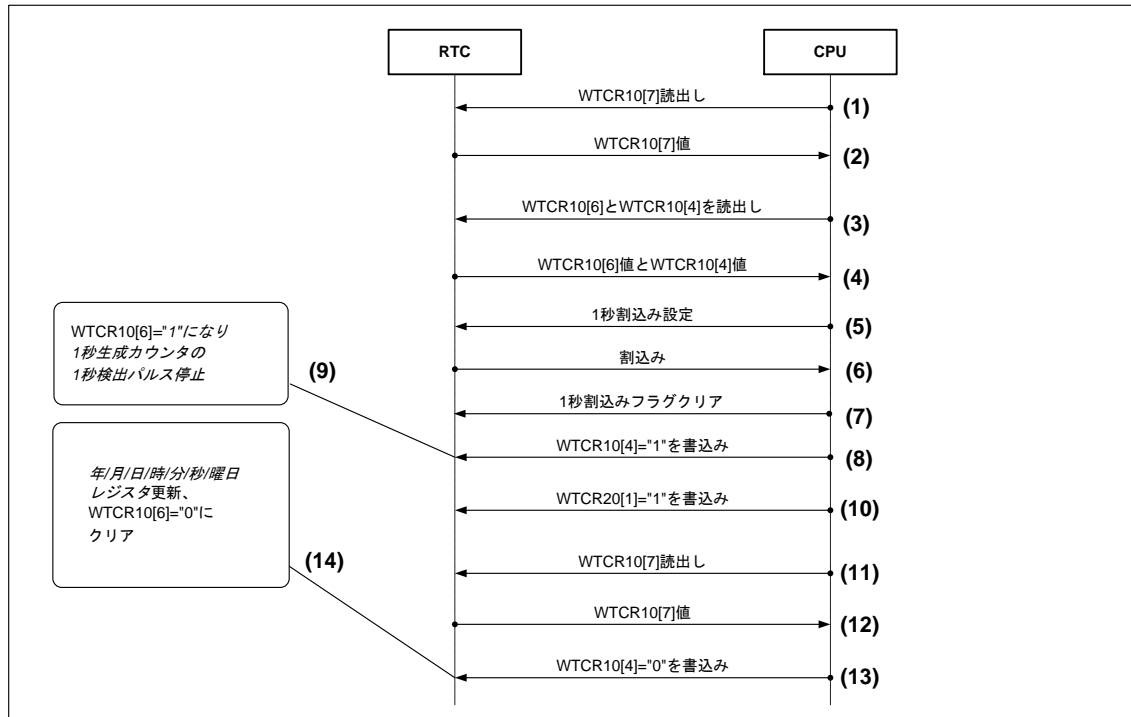 RTC
CPU
WTCR10[7]読出し
(1)
WTCR10[7]値
(2)
WTCR10[6]とWTCR10[4]を読出し
(3)
WTCR10[6]値とWTCR10[4]値
(4)
1秒割込み設定
(5)
割込み
(6)
1秒割込みフラグクリア
(7)
WTCR10[4]="1"を書込み
(8)
WTCR10[6]="1"になり
1秒生成カウンタの
1秒検出パルス停止
(9)
WTCR20[1]="1"を書込み
(10)
WTCR10[7]読出し
(11)
WTCR10[7]値
(12)
WTCR10[4]="0"を書込み
(13)
年/月/日/時/分/秒/曜日
レジスタ更新、
WTCR10[6]="0"に
クリア
(14)